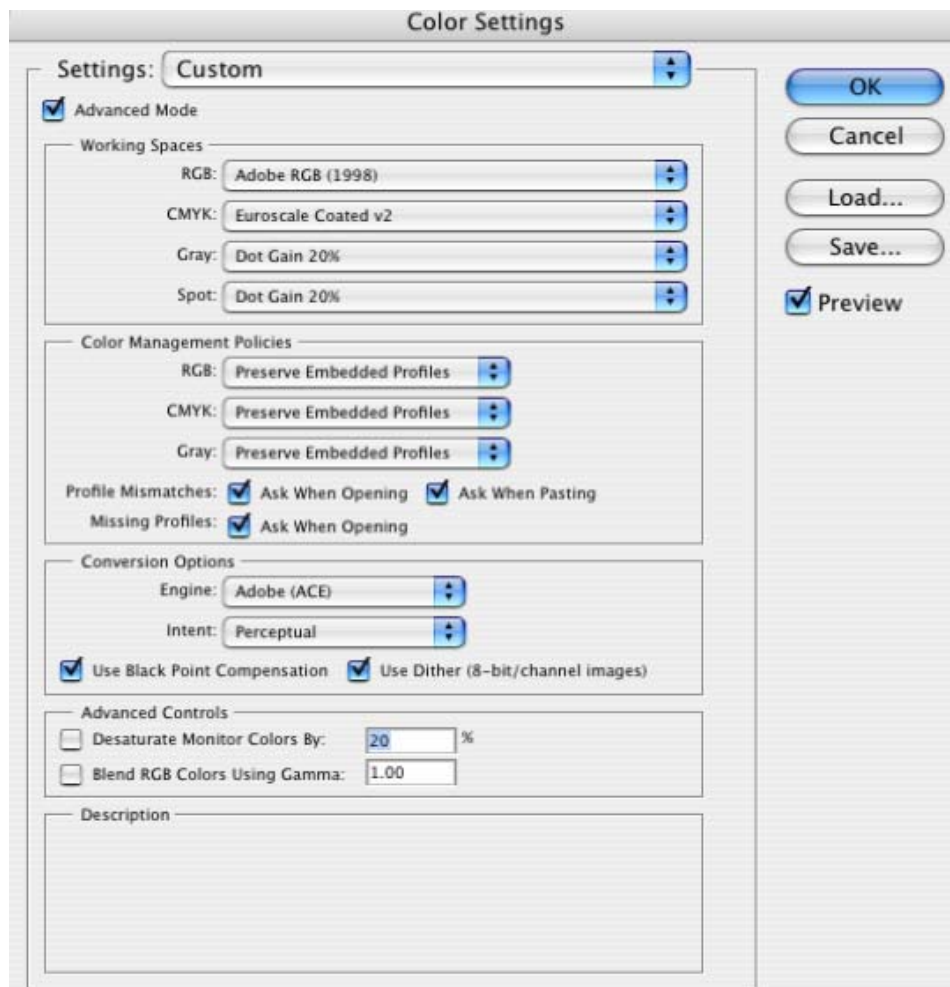 Color Settings
Settings: Custom
OK
Advanced Mode
Cancel
Working Spaces
RGB: Adobe RGB (1998)
Load...
CMYK: Euroscale Coated v2
Save...
Gray: Dot Gain 20%
Spot: Dot Gain 20%
Preview
Color Management Policies
RGB: Preserve Embedded Profiles
CMYK: Preserve Embedded Profiles
Gray: Preserve Embedded Profiles
Profile Mismatches: Ask When Opening Ask When Pasting
Missing Profiles: Ask When Opening
Conversion Options
Engine: Adobe (ACE)
Intent: Perceptual
Use Black Point Compensation Use Dither (8-bit/channel images)
Advanced Controls
Desaturate Monitor Colors By: 20 %
Blend RGB Colors Using Gamma: 1.00
Description